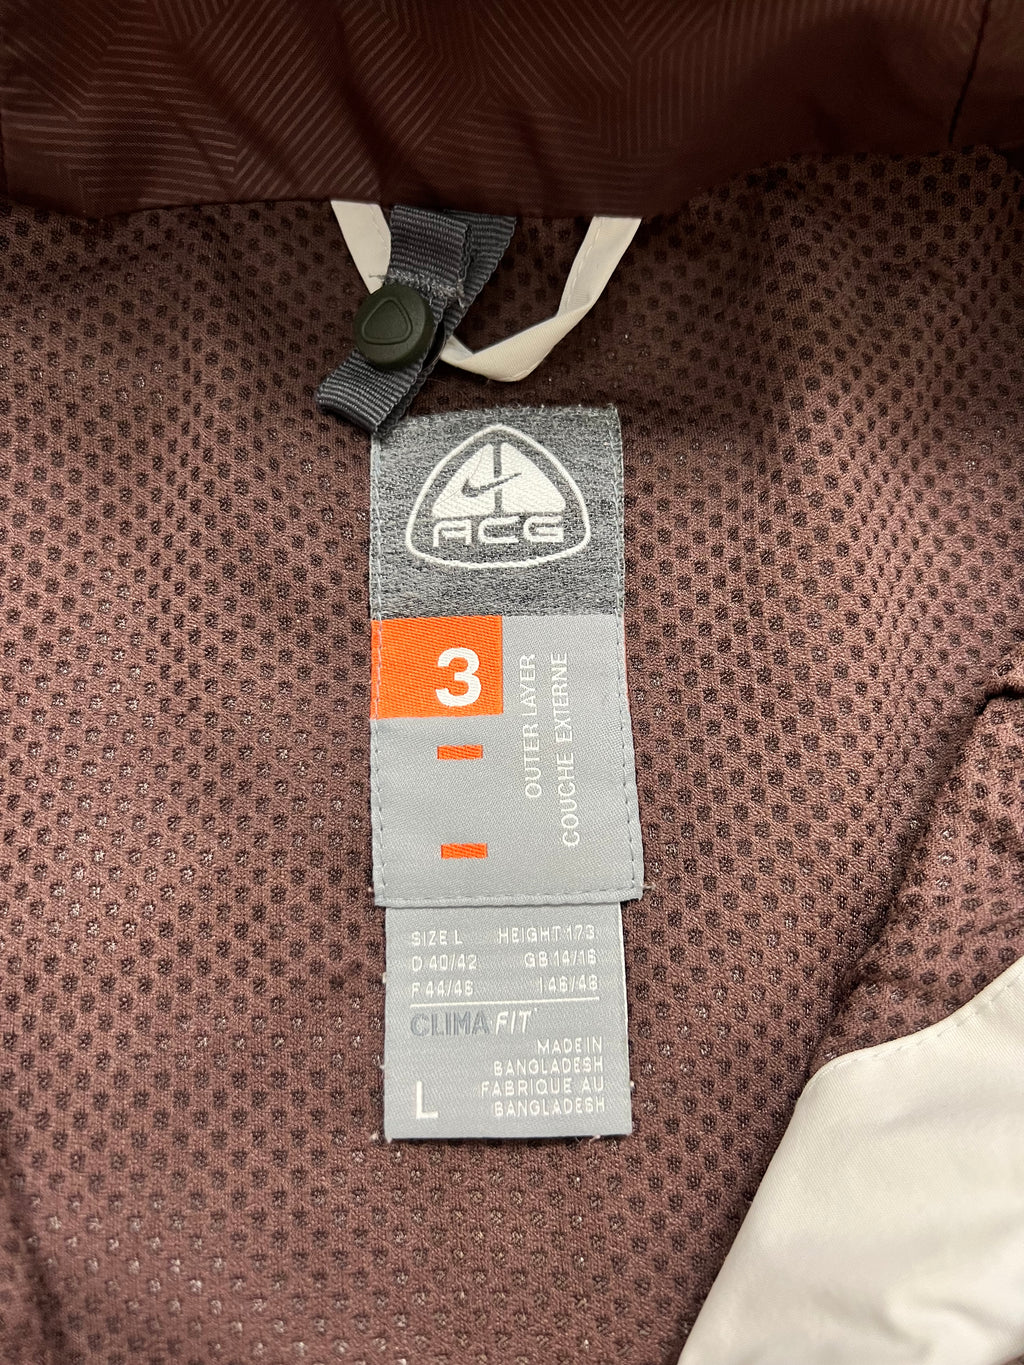 ACG
3
OUTER LAYER
COUCHE EXTERNE
SIZE L HEIGHT 173
D 40/42 GB 14/16
F 44/46 I 46/48
CLIMA FIT
MADE IN
BANGLADESH
FABRIQUE AU
BANGLADESH
L